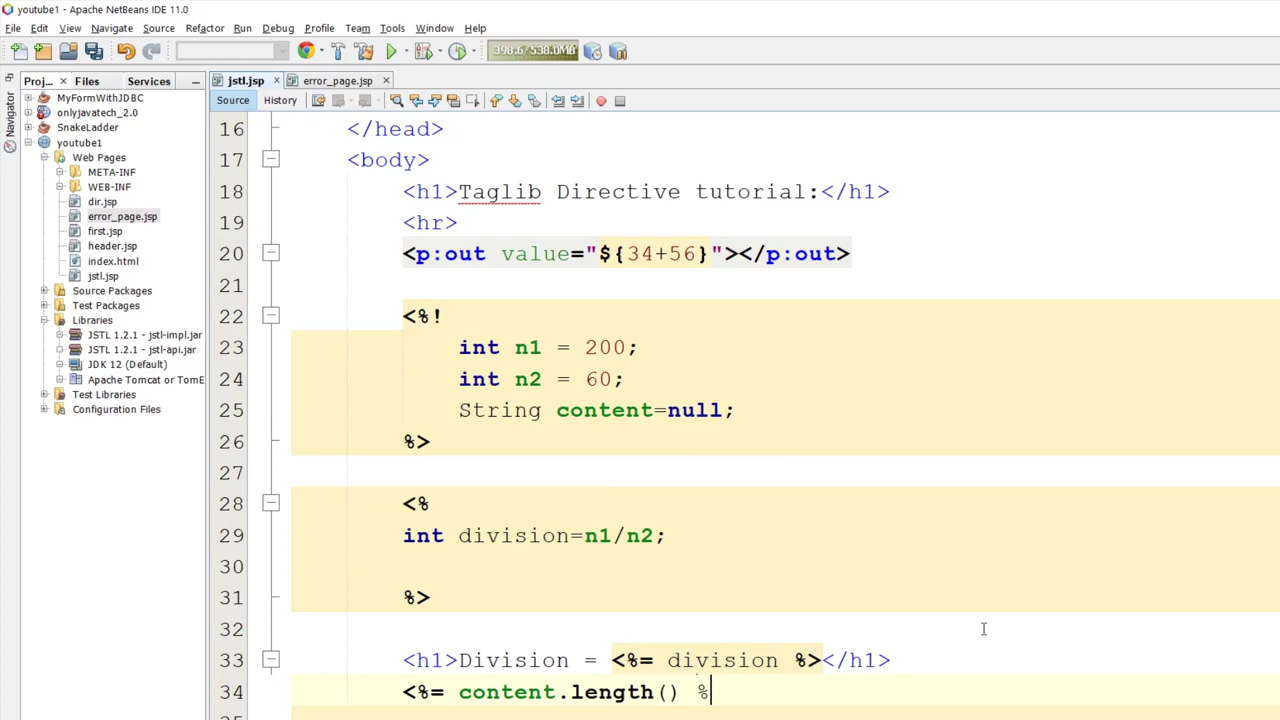 youtube1 - Apache NetBeans IDE 11.0
File Edit View Navigate Source Refactor Run Debug Profile Team Tools Window Help
398.6/538.0MB
Proj... Files Services
jstl.jsp error_page.jsp
Source History
Navigator
MyFormWithJDBC
onlyjavatech_2.0
SnakeLadder
youtube1
Web Pages
META-INF
WEB-INF
dir.jsp
error_page.jsp
first.jsp
header.jsp
index.html
jstl.jsp
Source Packages
Test Packages
Libraries
JSTL 1.2.1 - jstl-impl.jar
JSTL 1.2.1 - jstl-api.jar
JDK 12 (Default)
Apache Tomcat or TomE
Test Libraries
Configuration Files
16 </head>
17 <body>
18 <h1>Taglib Directive tutorial:</h1>
19 <hr>
20 <p:out value="${34+56}"></p:out>
21
22 <%!
23 int n1 = 200;
24 int n2 = 60;
25 String content=null;
26 %>
27
28 <%
29 int division=n1/n2;
30
31 %>
32
33 <h1>Division = <%= division %></h1>
34 <%= content.length() %
35